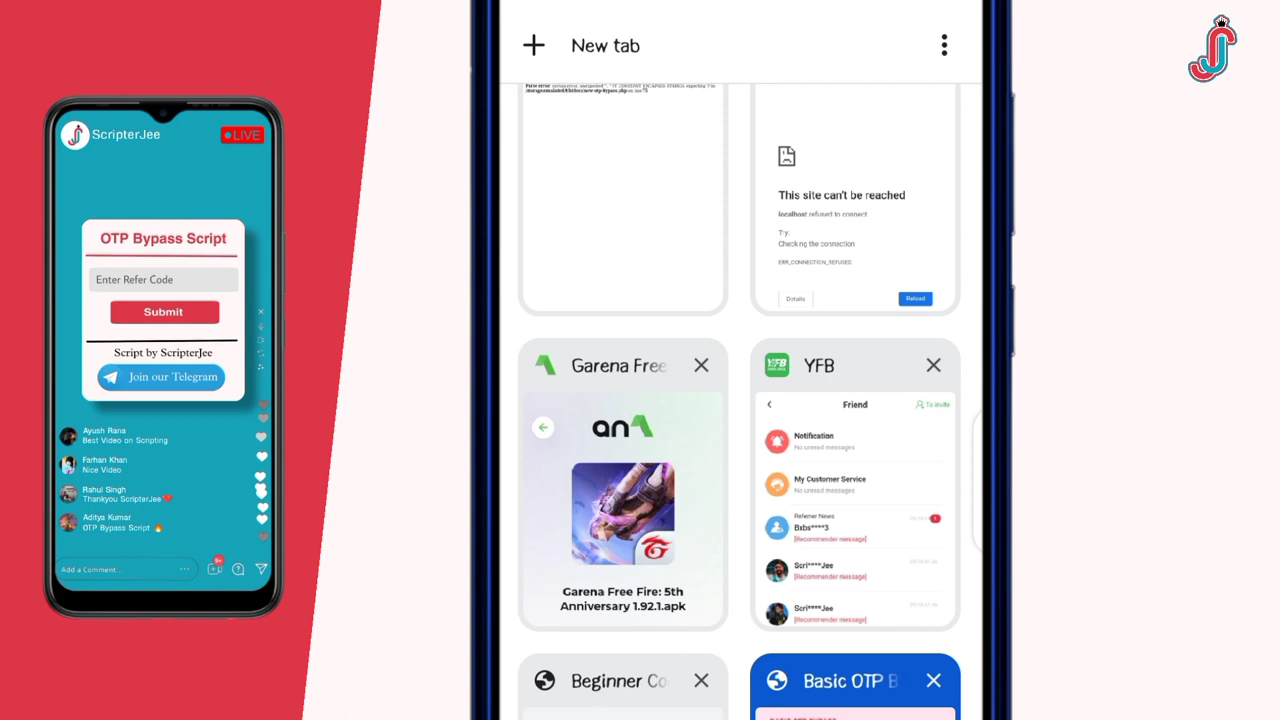 ScripterJee
LIVE
OTP Bypass Script
Enter Refer Code
Submit
Script by ScripterJee
Join our Telegram
Ayush Rana
Best Video on Scripting
Farhan Khan
Nice Video
Rahul Singh
Thankyou ScripterJee
Aditya Kumar
OTP Bypass Script
Add a Comment...
9+
New tab
This site can't be reached
localhost refused to connect
Try:
Checking the connection
ERR_CONNECTION_REFUSED
Details
Reload
Garena Free
anA
Garena Free Fire: 5th
Anniversary 1.92.1.apk
YFB
YFB
Friend
To invite
Notification
No unread messages
My Customer Service
No unread messages
Referrer News
Bxbs****3
[Recommender message]
Scri****Jee
[Recommender message]
Scri****Jee
[Recommender message]
Beginner Co
Basic OTP B